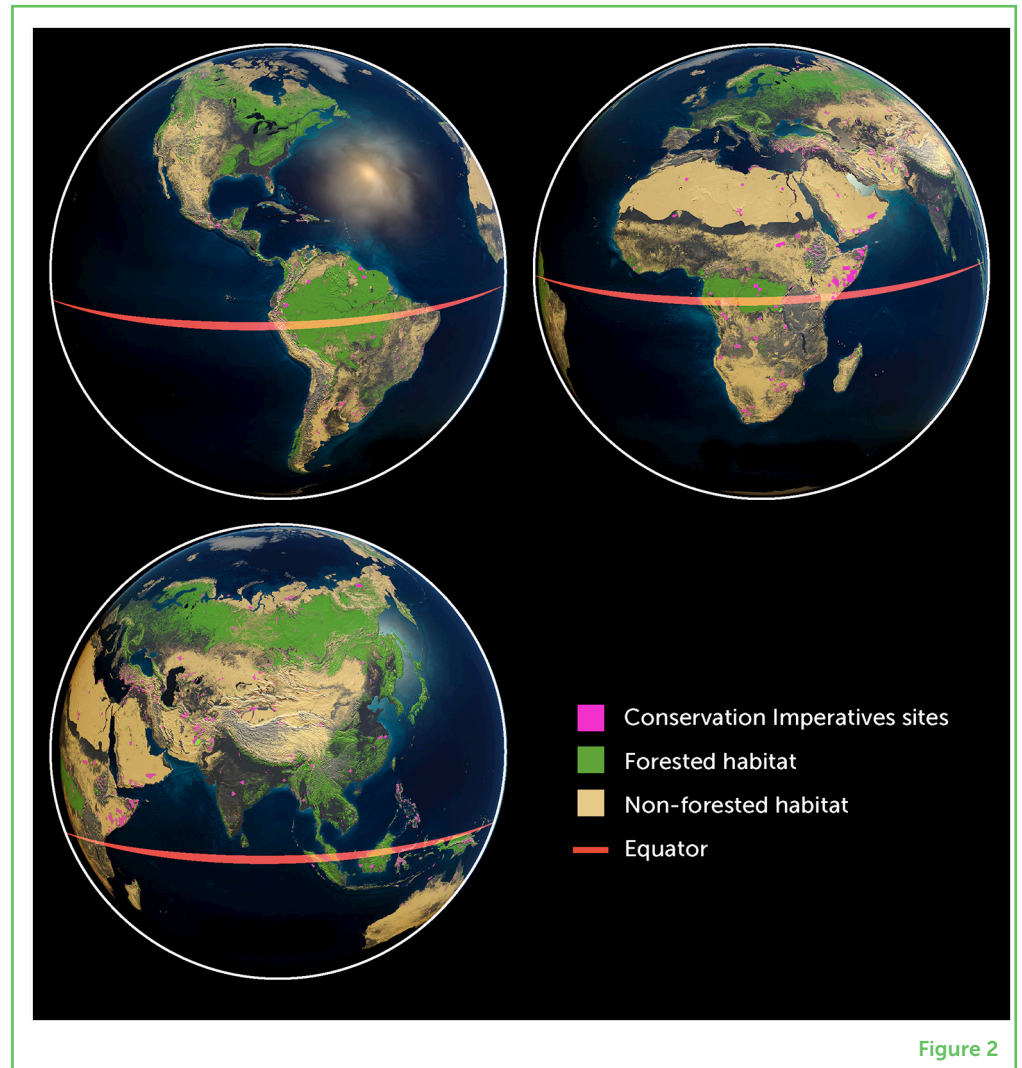 Conservation Imperatives sites
Forested habitat
Non-forested habitat
Equator
Figure 2